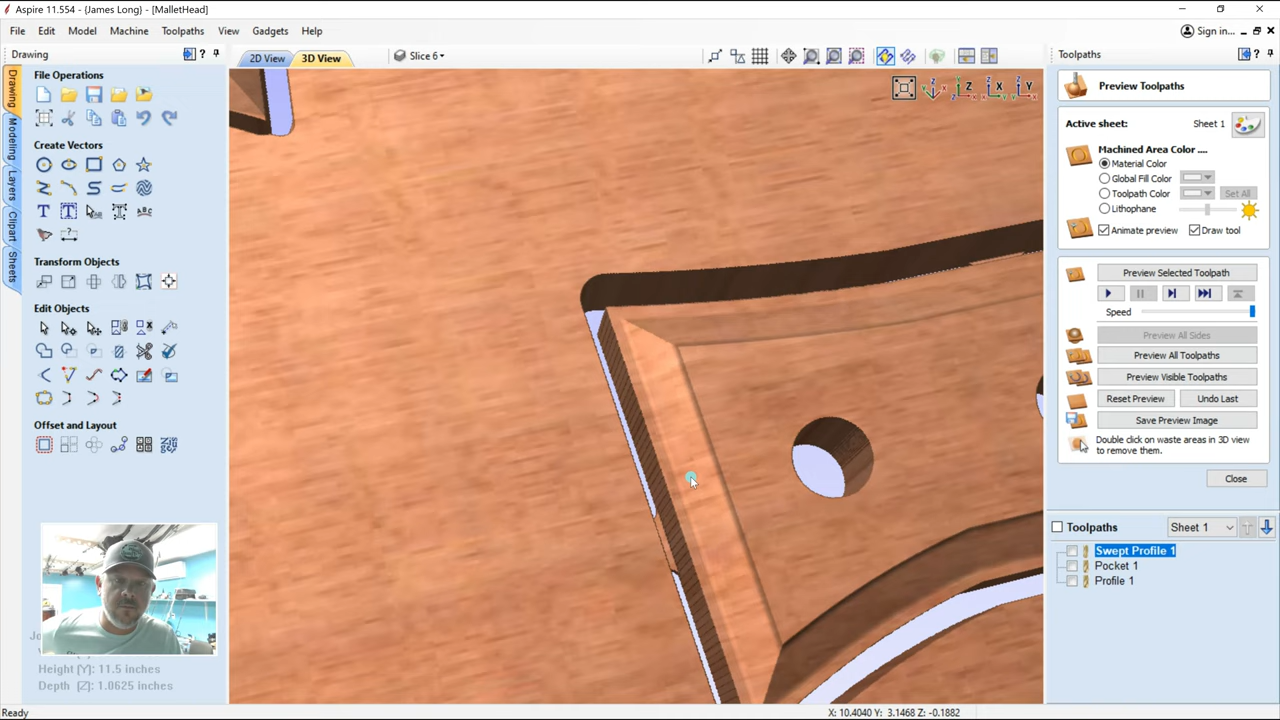 Aspire 11.554 - {James Long} - [MalletHead]
File Edit Model Machine Toolpaths View Gadgets Help
Sign in...
Drawing
2D View 3D View Slice 6
Toolpaths
Drawing
Modeling
Layers
Clipart
Sheets
File Operations
Create Vectors
Transform Objects
Edit Objects
Offset and Layout
Height (Y): 11.5 inches
Depth (Z): 1.0625 inches
Z X Y
Preview Toolpaths
Active sheet: Sheet 1
Machined Area Color ....
Material Color
Global Fill Color
Toolpath Color Set All
Lithophane
Animate preview Draw tool
Preview Selected Toolpath
Speed
Preview All Sides
Preview All Toolpaths
Preview Visible Toolpaths
Reset Preview Undo Last
Save Preview Image
Double click on waste areas in 3D view
to remove them.
Close
Toolpaths Sheet 1
Swept Profile 1
Pocket 1
Profile 1
Ready
X: 10.4040 Y: 3.1468 Z: -0.1882